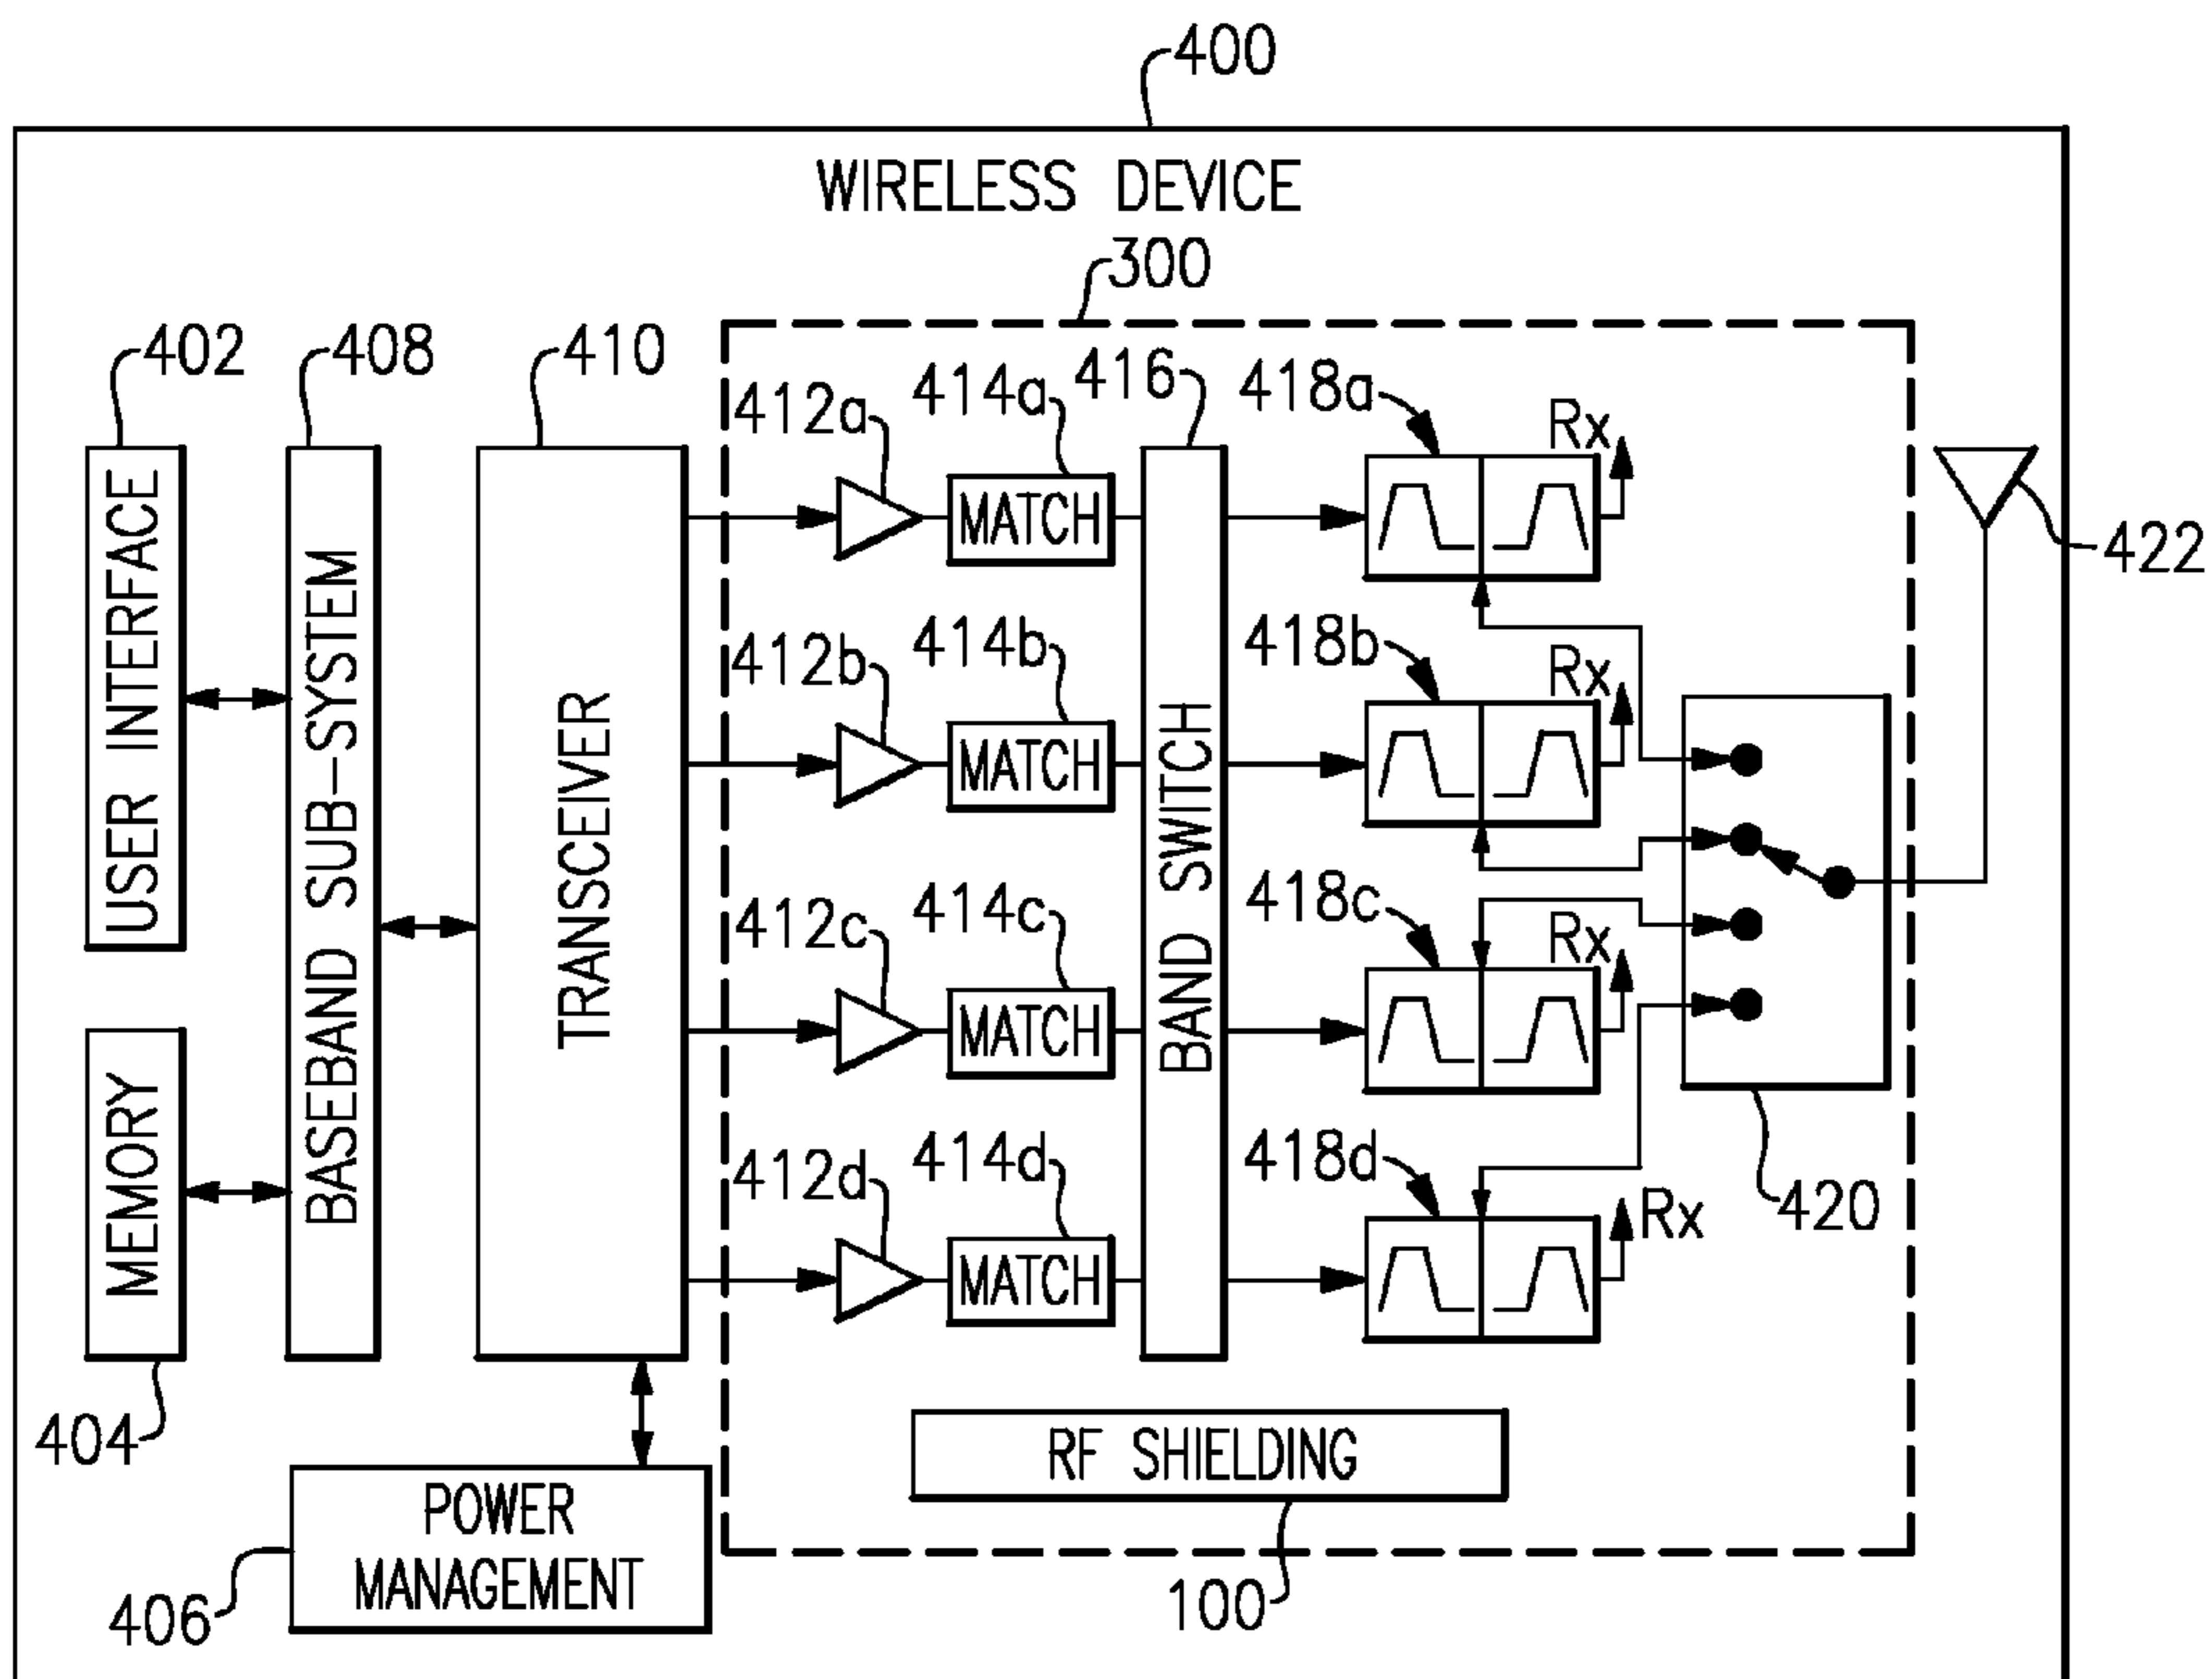 400
WIRELESS DEVICE
300
402
408
410
412a
414a
416
418a
Rx
422
USER INTERFACE
BASEBAND SUB-SYSTEM
TRANSCEIVER
MATCH
BAND SWITCH
412b
414b
418b
Rx
MATCH
412c
414c
418c
Rx
MATCH
MEMORY
412d
414d
418d
Rx
420
MATCH
404
RF SHIELDING
POWER
MANAGEMENT
406
100